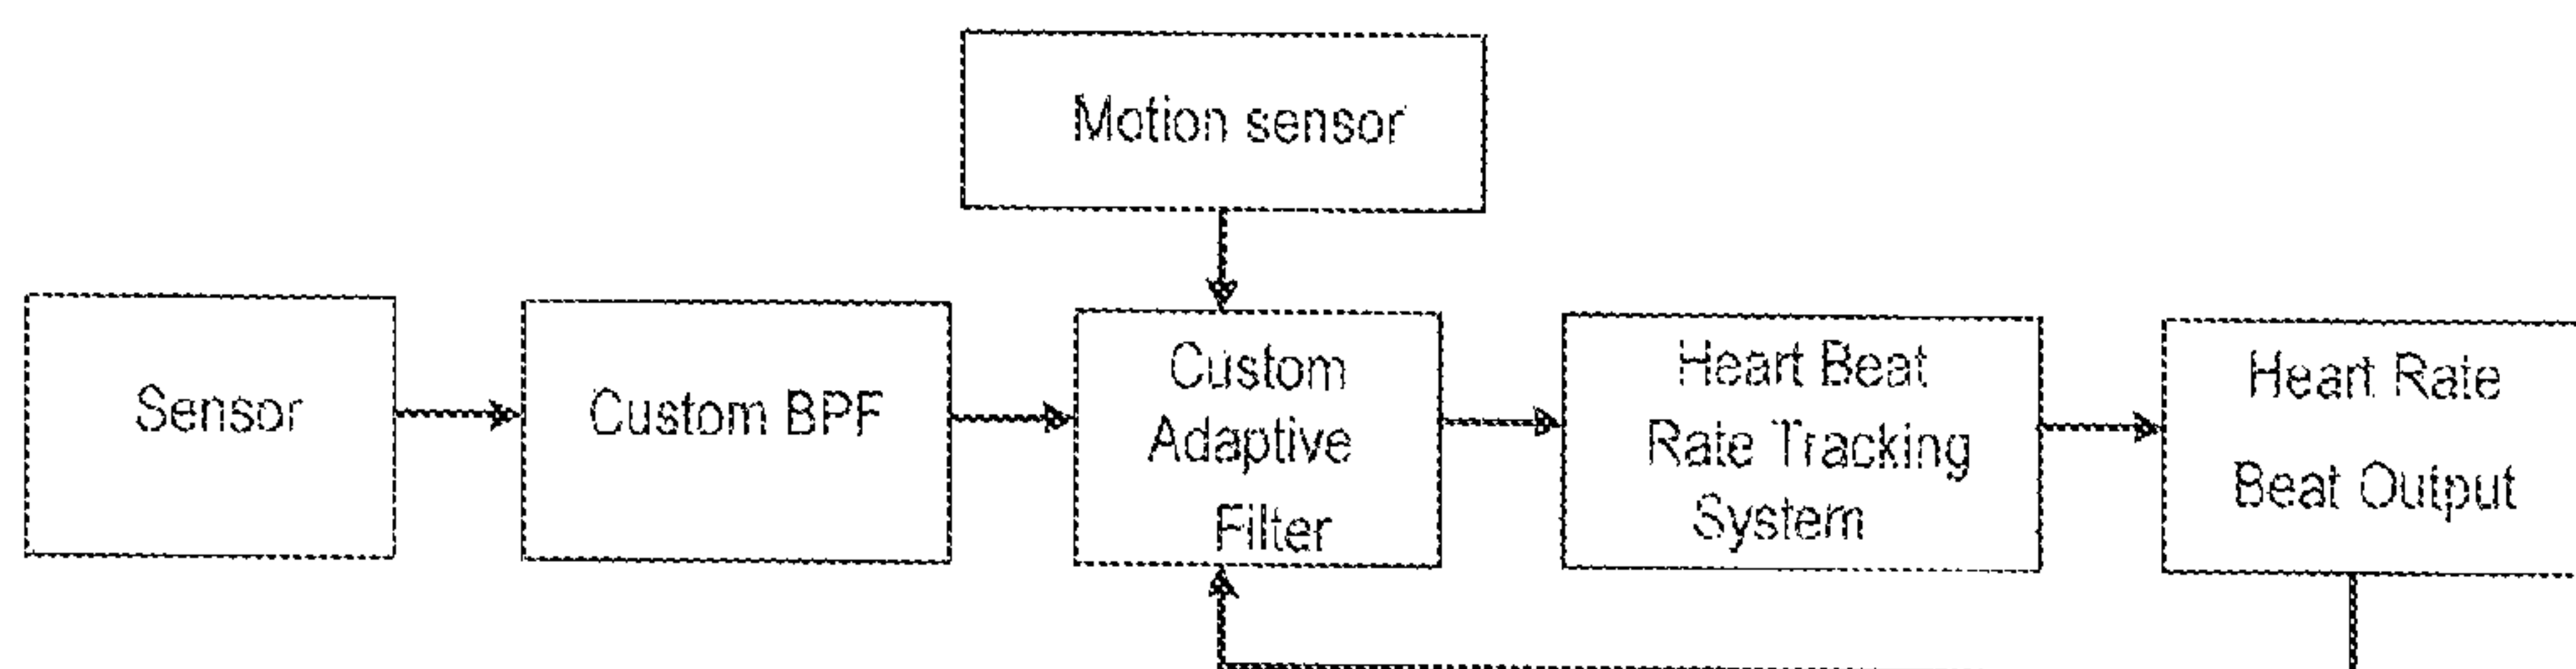 Motion sensor
Sensor
Custom BPF
Custom
Adaptive
Filter
Heart Beat
Rate Tracking
System
Heart Rate
Beat Output